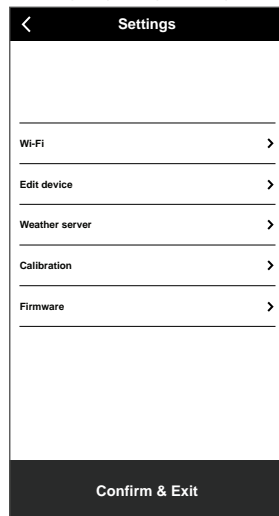 Settings
Wi-Fi
Edit device
Weather server
Calibration
Firmware
Confirm & Exit